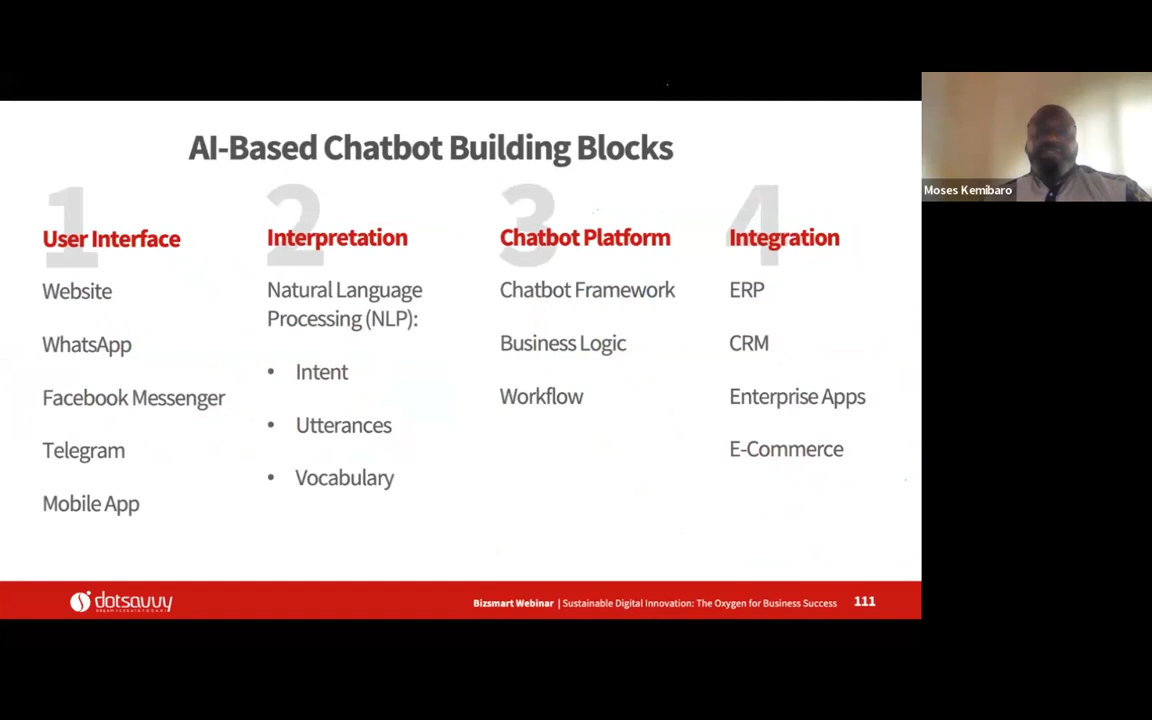 AI-Based Chatbot Building Blocks
1
User Interface
Website
WhatsApp
Facebook Messenger
Telegram
Mobile App
2
Interpretation
Natural Language
Processing (NLP):
• Intent
• Utterances
• Vocabulary
3
Chatbot Platform
Chatbot Framework
Business Logic
Workflow
4
Integration
ERP
CRM
Enterprise Apps
E-Commerce
dotsavvy
Bizsmart Webinar | Sustainable Digital Innovation: The Oxygen for Business Success 111
Moses Kemibaro